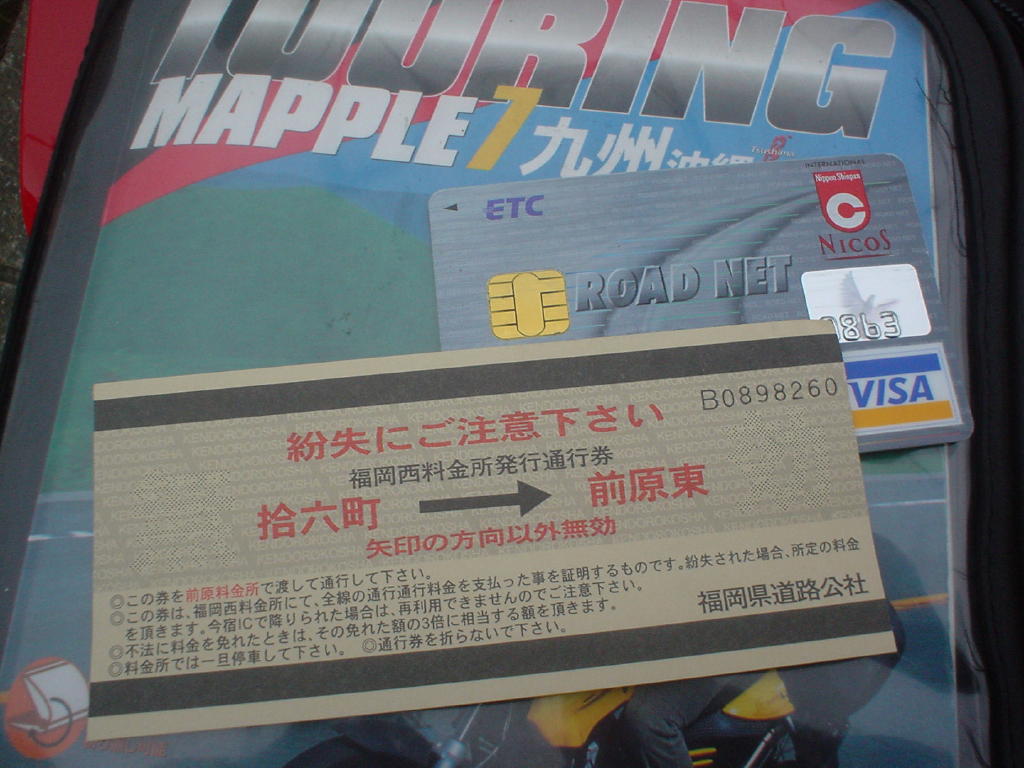 TOURING
MAPPLE 7 九州 沖縄
Tsushima
ETC
INTERNATIONAL
Nippon Shinpan
C
NICOS
ROAD NET
0863
VISA
B0898260
紛失にご注意下さい
福岡西料金所発行通行券
拾六町 → 前原東
矢印の方向以外無効
◎この券を前原料金所で渡して通行して下さい。
◎この券は、福岡西料金所にて、全線の通行料金を支払った事を証明するものです。紛失された場合、所定の料金
を頂きます。今宿ICで降りられた場合は、再利用できませんのでご注意下さい。
◎不法に料金を免れたときは、その免れた額の3倍に相当する額を頂きます。
◎料金所では一旦停車して下さい。 ◎通行券を折らないで下さい。
福岡県道路公社